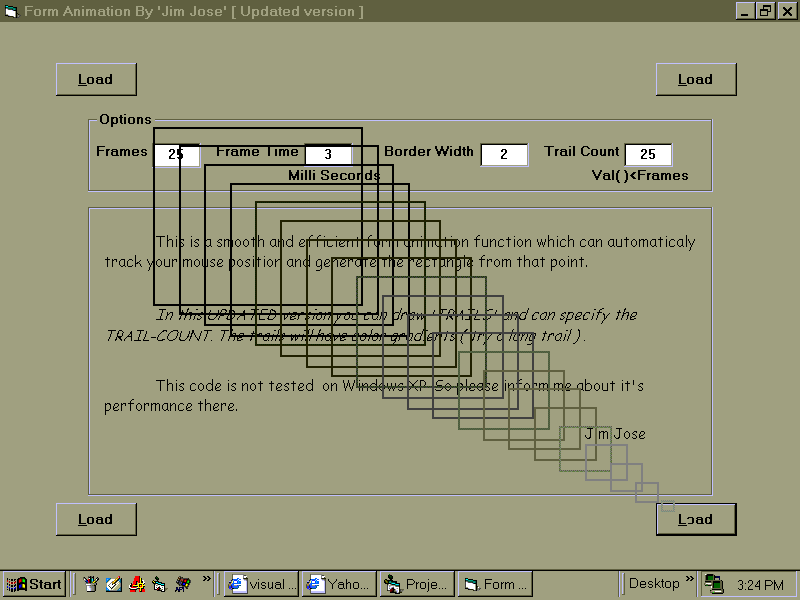 Form Animation By 'Jim Jose' [ Updated version ]
Load Load
Options
Frames 25 Frame Time 3 Border Width 2 Trail Count 25
Milli Seconds Val( )<Frames
This is a smooth and efficient form animation function which can automaticaly
track your mouse position and generate the rectangle from that point.
In this UPDATED version you can draw 'TRAILS' and can specify the
TRAIL-COUNT. The trails will have color gradients ( try a long trail ) .
This code is not tested on Windows XP. So please inform me about it's
performance there.
Jim Jose
Load Load
Start » visual ... Yaho... Proje... Form ... Desktop » 3:24 PM